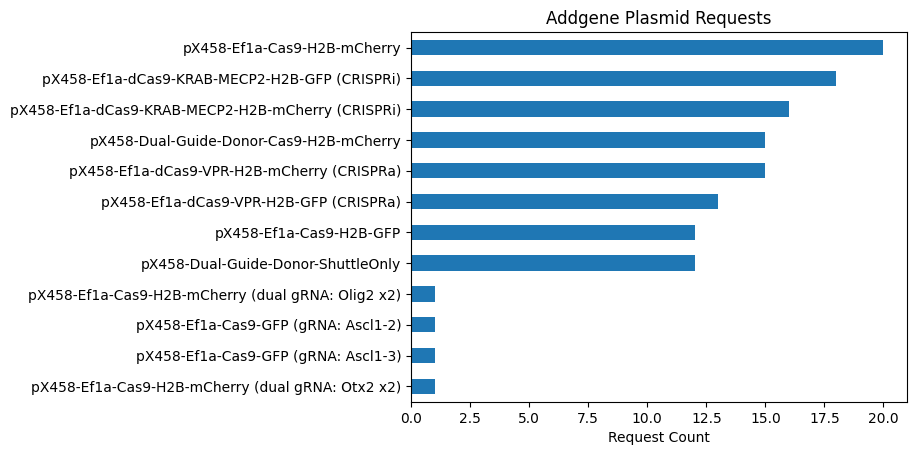 Addgene Plasmid Requests
pX458-Ef1a-Cas9-H2B-mCherry
pX458-Ef1a-dCas9-KRAB-MECP2-H2B-GFP (CRISPRi)
pX458-Ef1a-dCas9-KRAB-MECP2-H2B-mCherry (CRISPRi)
pX458-Dual-Guide-Donor-Cas9-H2B-mCherry
pX458-Ef1a-dCas9-VPR-H2B-mCherry (CRISPRa)
pX458-Ef1a-dCas9-VPR-H2B-GFP (CRISPRa)
pX458-Ef1a-Cas9-H2B-GFP
pX458-Dual-Guide-Donor-ShuttleOnly
pX458-Ef1a-Cas9-H2B-mCherry (dual gRNA: Olig2 x2)
pX458-Ef1a-Cas9-GFP (gRNA: Ascl1-2)
pX458-Ef1a-Cas9-GFP (gRNA: Ascl1-3)
pX458-Ef1a-Cas9-H2B-mCherry (dual gRNA: Otx2 x2)
0.0 2.5 5.0 7.5 10.0 12.5 15.0 17.5 20.0
Request Count